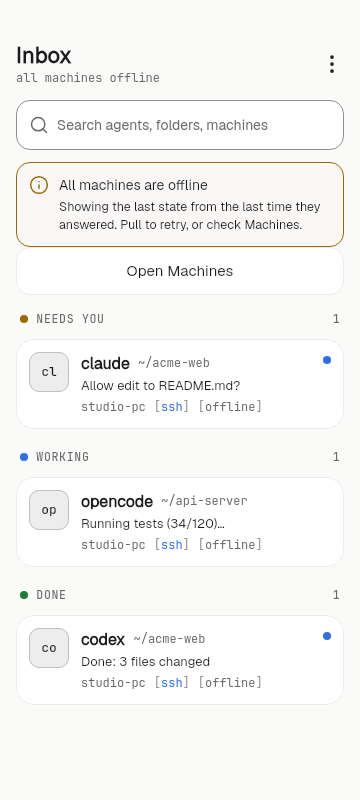 Inbox
all machines offline
Search agents, folders, machines
All machines are offline
Showing the last state from the last time they
answered. Pull to retry, or check Machines.
Open Machines
NEEDS YOU 1
cl claude ~/acme-web
Allow edit to README.md?
studio-pc [ssh] [offline]
WORKING 1
op opencode ~/api-server
Running tests (34/120)…
studio-pc [ssh] [offline]
DONE 1
co codex ~/acme-web
Done: 3 files changed
studio-pc [ssh] [offline]